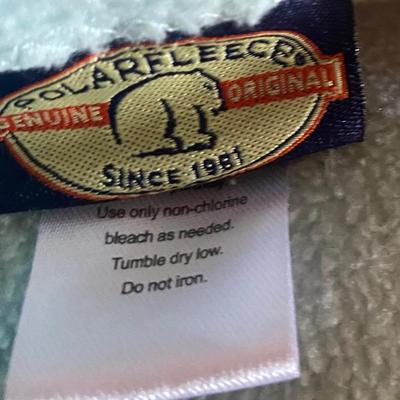 POLARFLEECE®
GENUINE ORIGINAL
SINCE 1981
Use only non-chlorine
bleach as needed.
Tumble dry low.
Do not iron.